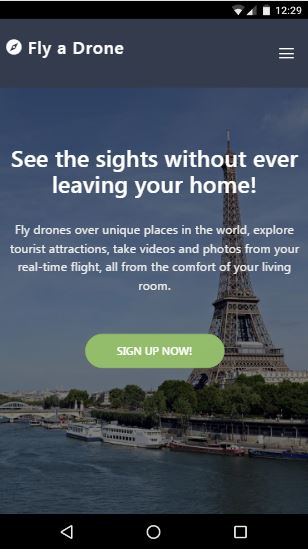 12:29
Fly a Drone
See the sights without ever
leaving your home!
Fly drones over unique places in the world, explore
tourist attractions, take videos and photos from your
real-time flight, all from the comfort of your living
room.
SIGN UP NOW!